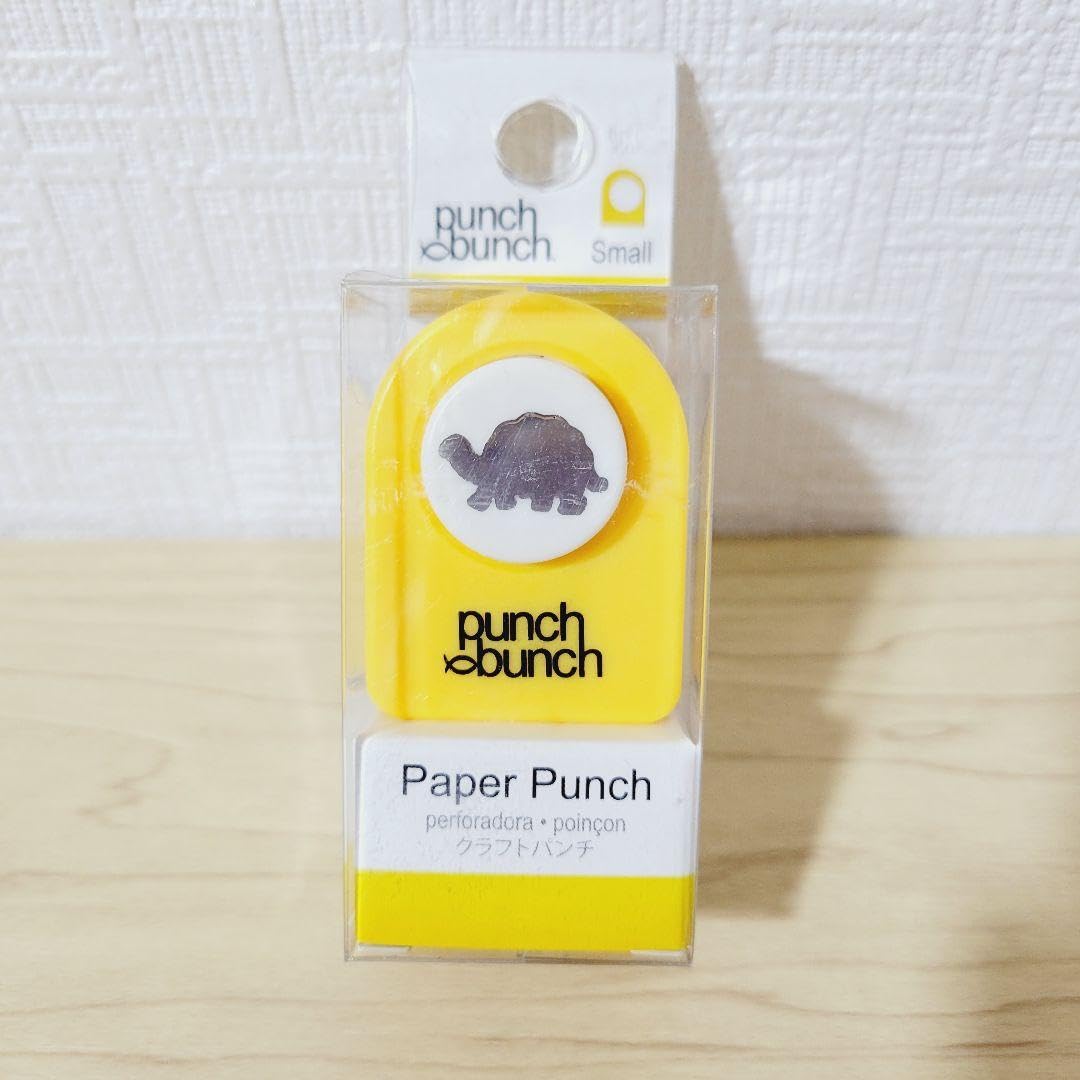 punch
bunch
Small
punch
bunch
Paper Punch
perforadora • poinçon
クラフトパンチ